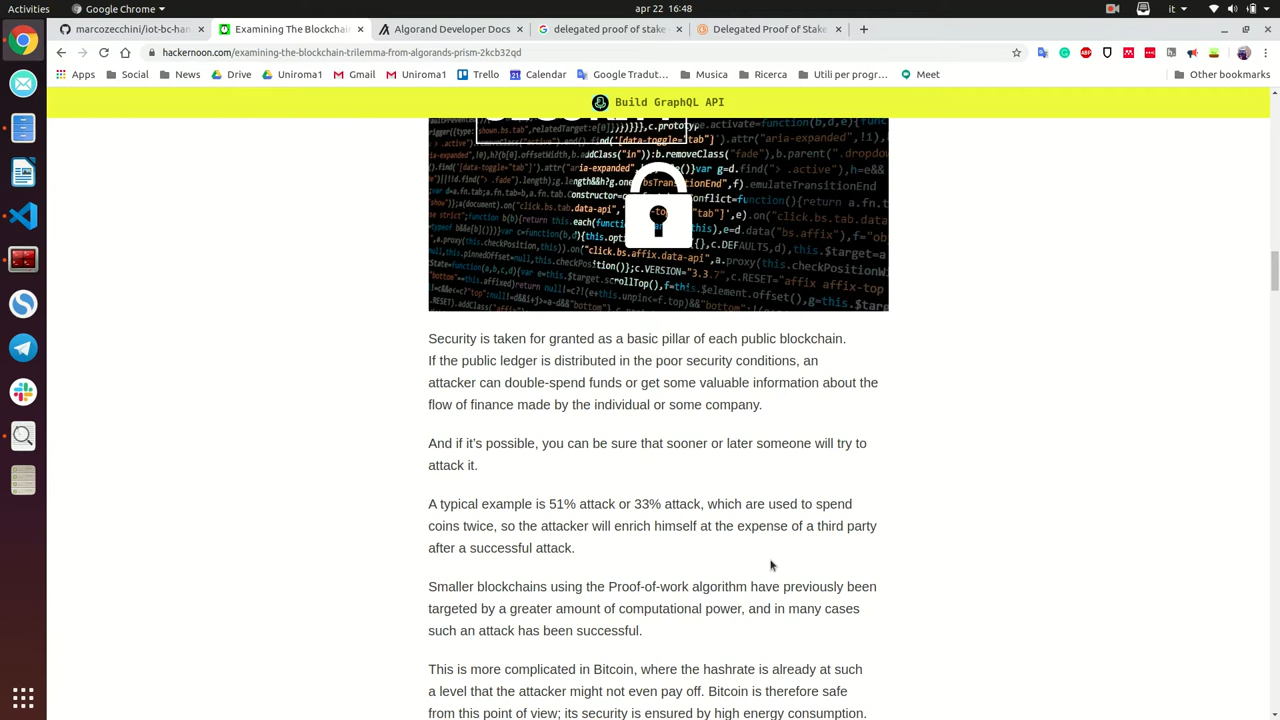 Activities
Google Chrome
apr 22 16:48
it
marcozecchini/iot-bc-han
Examining The Blockchain
Algorand Developer Docs
delegated proof of stake
Delegated Proof of Stake
hackernoon.com/examining-the-blockchain-trilemma-from-algorands-prism-2kcb32qd
Apps
Social
News
Drive
Uniroma1
Gmail
Uniroma1
Trello
Calendar
Google Tradut…
Musica
Ricerca
Utili per progr…
Meet
Other bookmarks
Build GraphQL API
Security is taken for granted as a basic pillar of each public blockchain.
If the public ledger is distributed in the poor security conditions, an
attacker can double-spend funds or get some valuable information about the
flow of finance made by the individual or some company.
And if it's possible, you can be sure that sooner or later someone will try to
attack it.
A typical example is 51% attack or 33% attack, which are used to spend
coins twice, so the attacker will enrich himself at the expense of a third party
after a successful attack.
Smaller blockchains using the Proof-of-work algorithm have previously been
targeted by a greater amount of computational power, and in many cases
such an attack has been successful.
This is more complicated in Bitcoin, where the hashrate is already at such
a level that the attacker might not even pay off. Bitcoin is therefore safe
from this point of view; its security is ensured by high energy consumption.